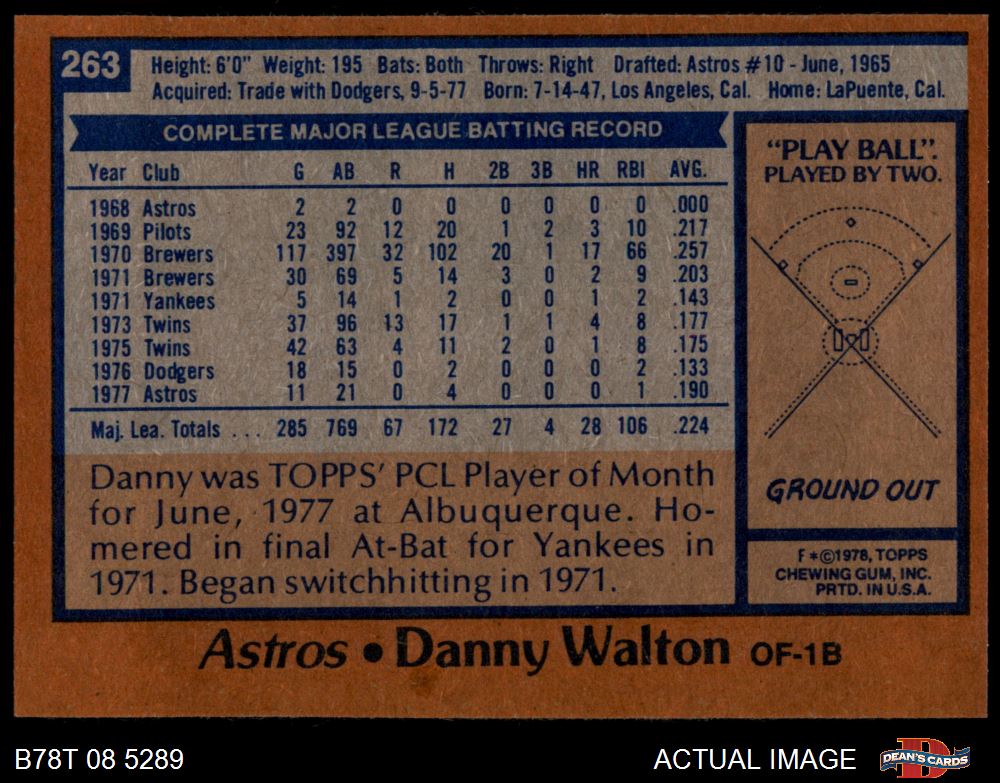 263
Height: 6'0" Weight: 195 Bats: Both Throws: Right Drafted: Astros #10 - June, 1965
Acquired: Trade with Dodgers, 9-5-77 Born: 7-14-47, Los Angeles, Cal. Home: LaPuente, Cal.
COMPLETE MAJOR LEAGUE BATTING RECORD
Year Club G AB R H 2B 3B HR RBI AVG.
1968 Astros 2 2 0 0 0 0 0 0 .000
1969 Pilots 23 92 12 20 1 2 3 10 .217
1970 Brewers 117 397 32 102 20 1 17 66 .257
1971 Brewers 30 69 5 14 3 0 2 9 .203
1971 Yankees 5 14 1 2 0 0 1 2 .143
1973 Twins 37 96 13 17 1 1 4 8 .177
1975 Twins 42 63 4 11 2 0 1 8 .175
1976 Dodgers 18 15 0 2 0 0 0 2 .133
1977 Astros 11 21 0 4 0 0 0 1 .190
Maj. Lea. Totals ... 285 769 67 172 27 4 28 106 .224
Danny was TOPPS' PCL Player of Month
for June, 1977 at Albuquerque. Ho-
mered in final At-Bat for Yankees in
1971. Began switchhitting in 1971.
"PLAY BALL".
PLAYED BY TWO.
GROUND OUT
F *©1978, TOPPS
CHEWING GUM, INC.
PRTD. IN U.S.A.
Astros • Danny Walton OF-1B
B78T 08 5289
ACTUAL IMAGE
DEAN'S CARDS